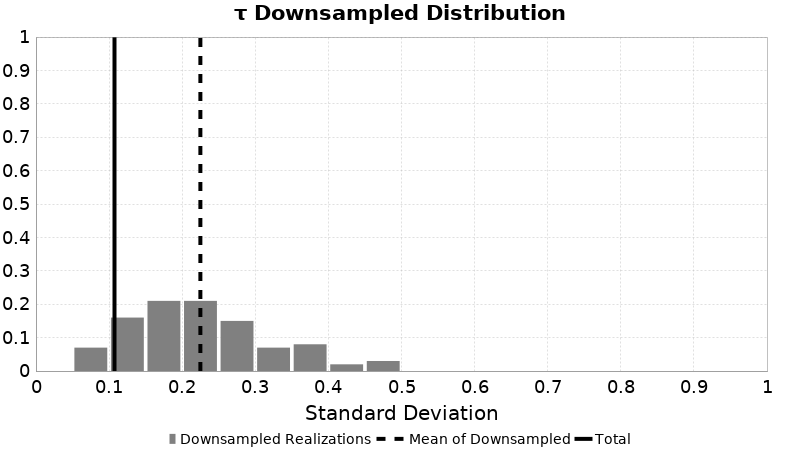 τ Downsampled Distribution
1
0.9
0.8
0.7
0.6
0.5
0.4
0.3
0.2
0.1
0
0 0.1 0.2 0.3 0.4 0.5 0.6 0.7 0.8 0.9 1
Standard Deviation
Downsampled Realizations Mean of Downsampled Total